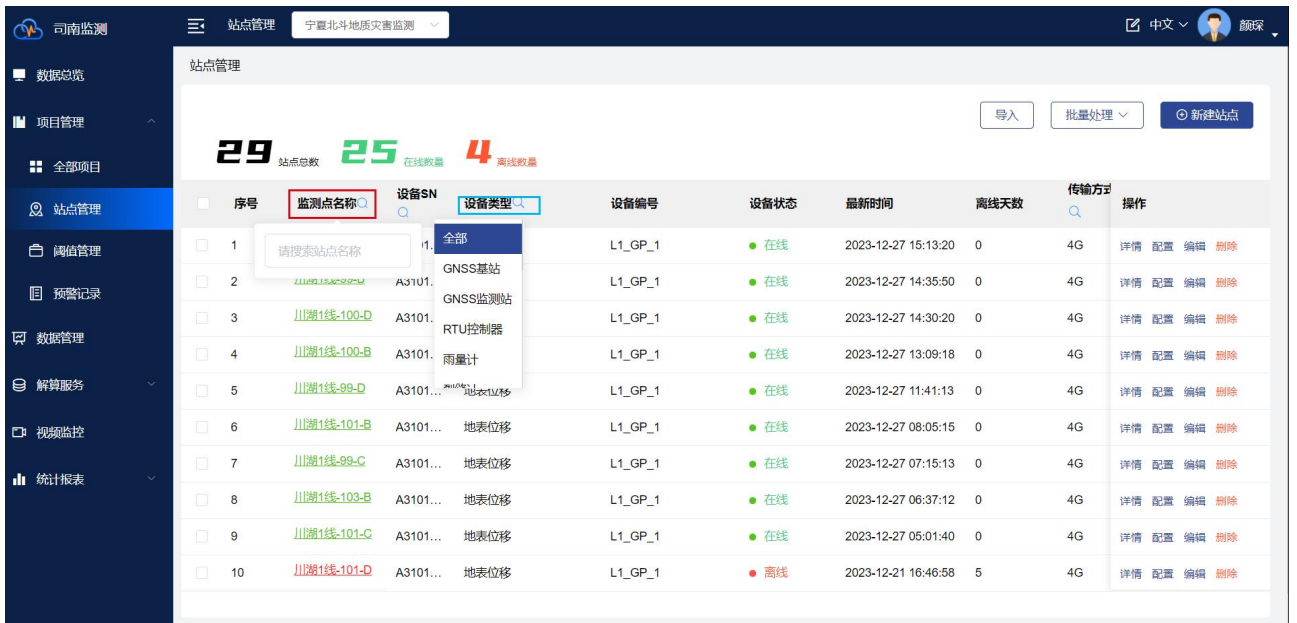 司南监测
站点管理 宁夏北斗地质灾害监测 中文 颜琛
数据总览
项目管理
全部项目
站点管理
阈值管理
预警记录
数据管理
解算服务
视频监控
统计报表
站点管理
导入 批量处理 新建站点
29 站点总数 25 在线数量 4 离线数量
序号 监测点名称 设备SN 设备类型 设备编号 设备状态 最新时间 离线天数 传输方式 操作
请搜索站点名称
全部
GNSS基站
GNSS监测站
RTU控制器
雨量计
1 L1_GP_1 在线 2023-12-27 15:13:20 0 4G 详情 配置 编辑 删除
2 川湖1线-99-B A3101... L1_GP_1 在线 2023-12-27 14:35:50 0 4G 详情 配置 编辑 删除
3 川湖1线-100-D A3101... L1_GP_1 在线 2023-12-27 14:30:20 0 4G 详情 配置 编辑 删除
4 川湖1线-100-B A3101... L1_GP_1 在线 2023-12-27 13:09:18 0 4G 详情 配置 编辑 删除
5 川湖1线-99-D A3101... 地表位移 L1_GP_1 在线 2023-12-27 11:41:13 0 4G 详情 配置 编辑 删除
6 川湖1线-101-B A3101... 地表位移 L1_GP_1 在线 2023-12-27 08:05:15 0 4G 详情 配置 编辑 删除
7 川湖1线-99-C A3101... 地表位移 L1_GP_1 在线 2023-12-27 07:15:13 0 4G 详情 配置 编辑 删除
8 川湖1线-103-B A3101... 地表位移 L1_GP_1 在线 2023-12-27 06:37:12 0 4G 详情 配置 编辑 删除
9 川湖1线-101-C A3101... 地表位移 L1_GP_1 在线 2023-12-27 05:01:40 0 4G 详情 配置 编辑 删除
10 川湖1线-101-D A3101... 地表位移 L1_GP_1 离线 2023-12-21 16:46:58 5 4G 详情 配置 编辑 删除